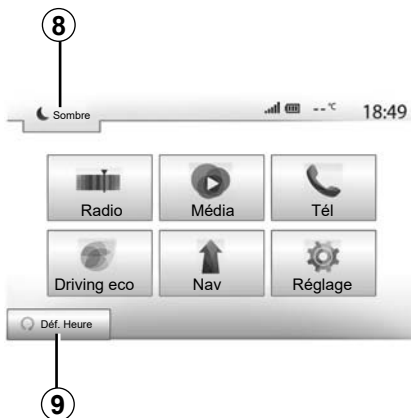 8
Sombre
--°C 18:49
Radio Média Tél
Driving eco Nav Réglage
Déf. Heure
9